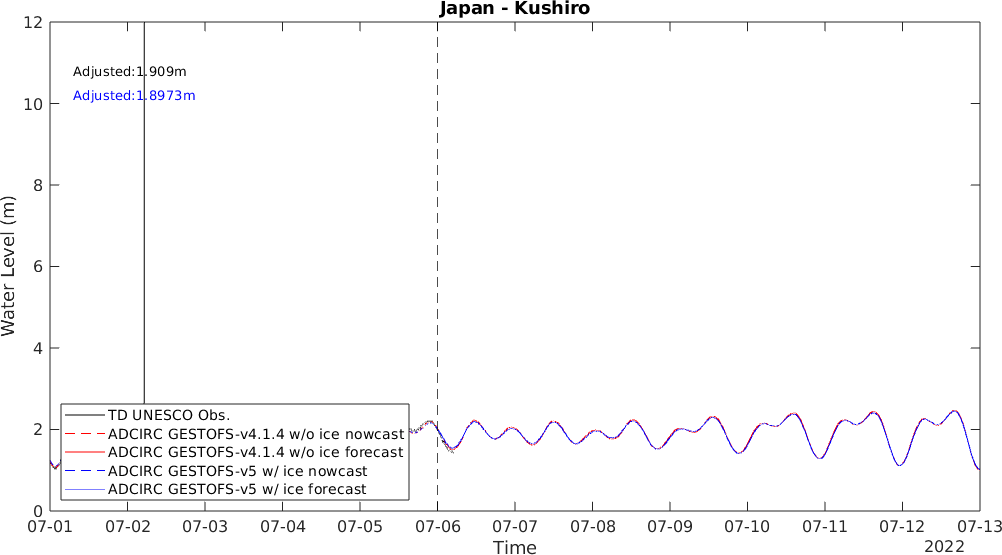 Japan - Kushiro
12
Adjusted:1.909m
Adjusted:1.8973m
10
8
Water Level (m)
6
4
TD UNESCO Obs.
2
ADCIRC GESTOFS-v4.1.4 w/o ice nowcast
ADCIRC GESTOFS-v4.1.4 w/o ice forecast
ADCIRC GESTOFS-v5 w/ ice nowcast
ADCIRC GESTOFS-v5 w/ ice forecast
0
07-01 07-02 07-03 07-04 07-05 07-06 07-07 07-08 07-09 07-10 07-11 07-12 07-13
Time
2022